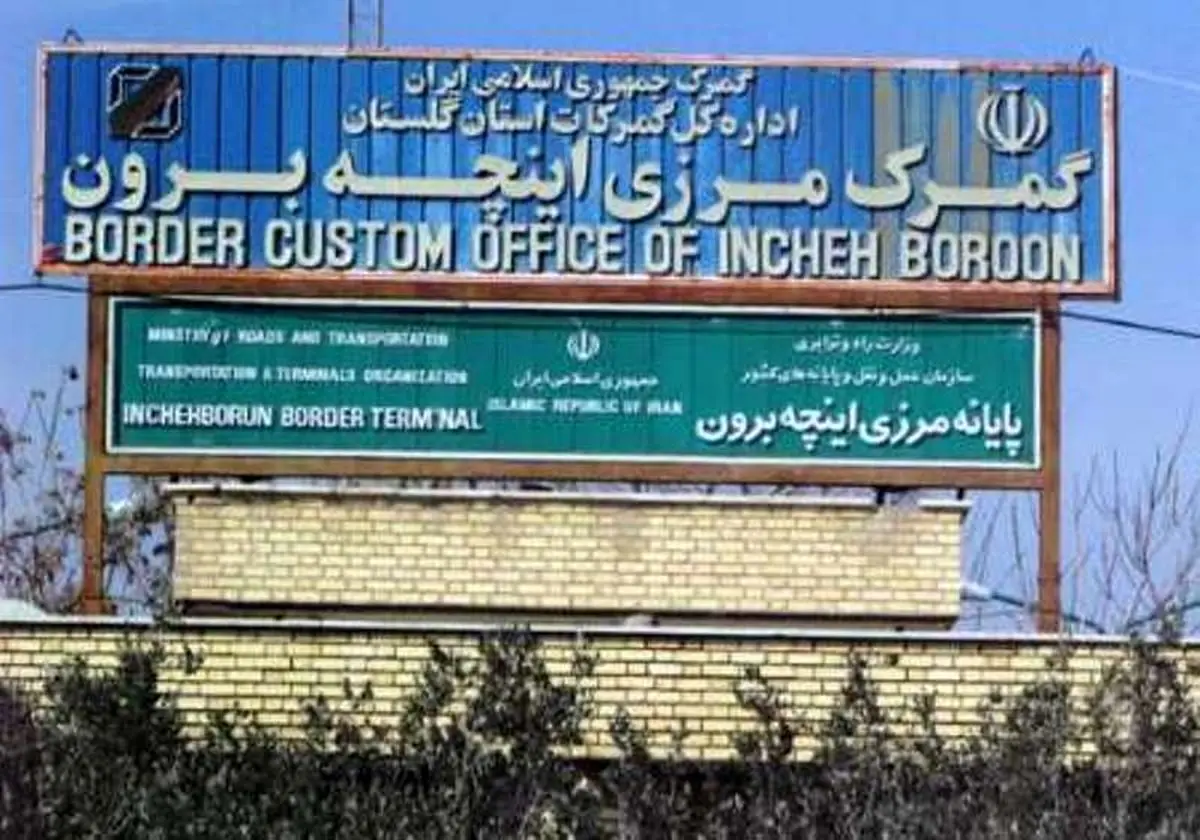 گمرک جمهوری اسلامی ایران
اداره کل گمرکات استان گلستان
گمرک مرزی اینچه برون
BORDER CUSTOM OFFICE OF INCHEH BOROON
وزارت راه و ترابری
سازمان حمل و نقل و پایانه های کشور
پایانه مرزی اینچه برون
جمهوری اسلامی ایران
ISLAMIC REPUBLIC OF IRAN
MINISTRY OF ROADS AND TRANSPORTATION
TRANSPORTATION & TERMINALS ORGANIZATION
INCHEHBORUN BORDER TERMINAL